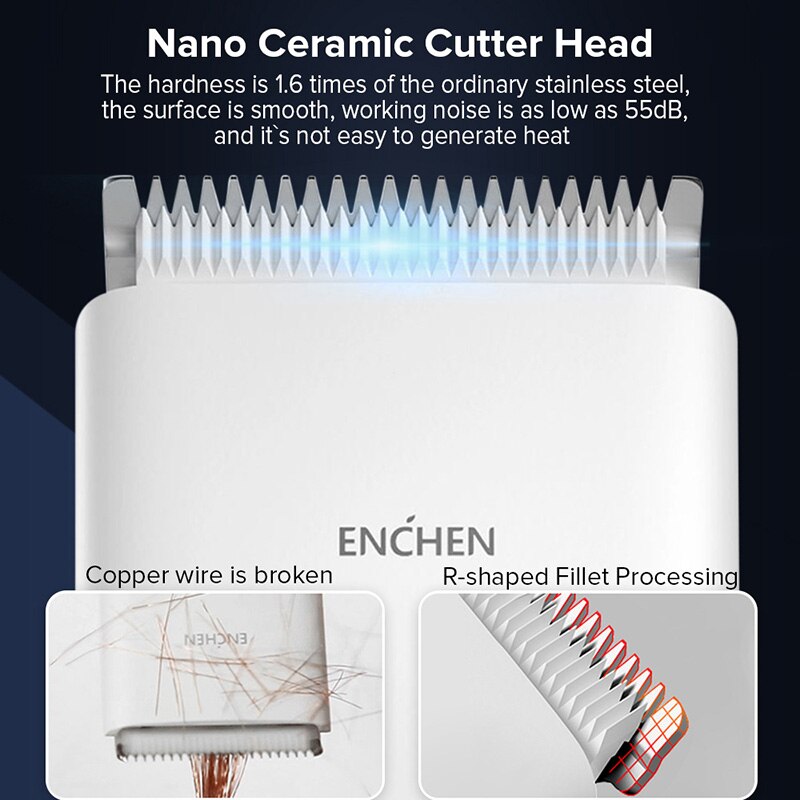 Nano Ceramic Cutter Head
The hardness is 1.6 times of the ordinary stainless steel,
the surface is smooth, working noise is as low as 55dB,
and it`s not easy to generate heat
ENCHEN
Copper wire is broken
R-shaped Fillet Processing
ENCHEN